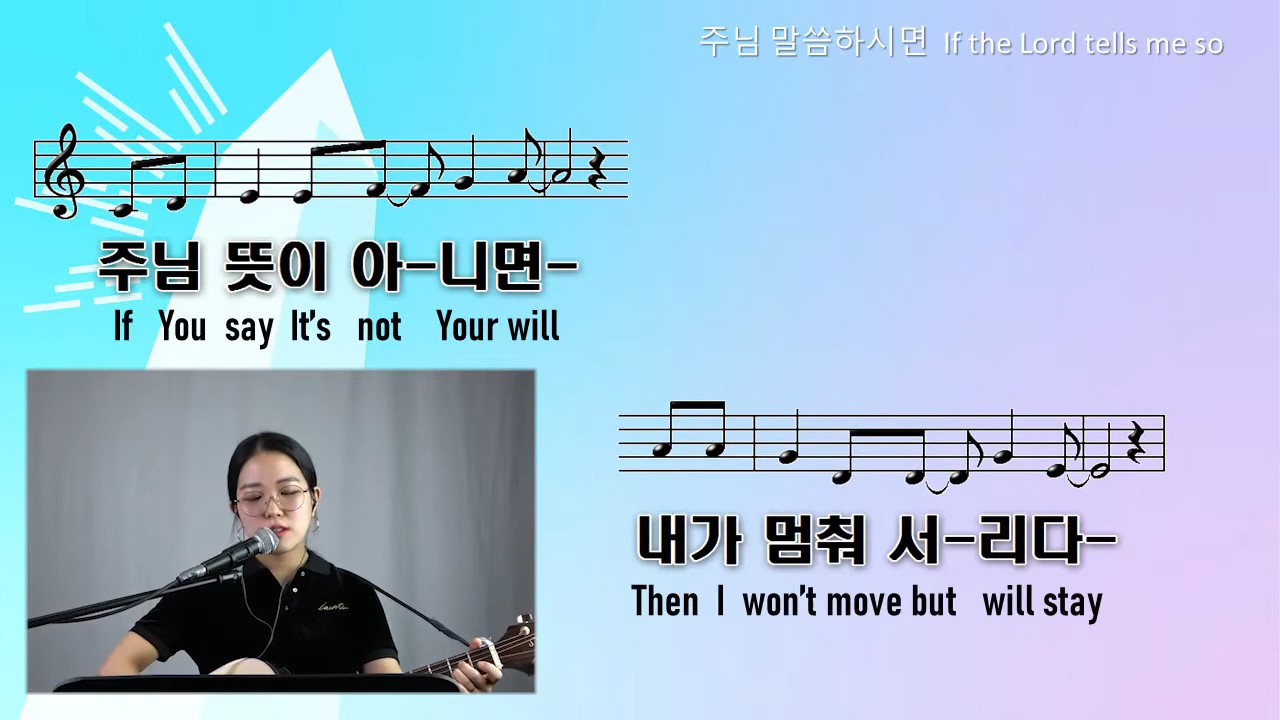 주님 말씀하시면 If the Lord tells me so
주님 뜻이 아-니면-
If You say It's not Your will
내가 멈춰 서-리다-
Then I won't move but will stay